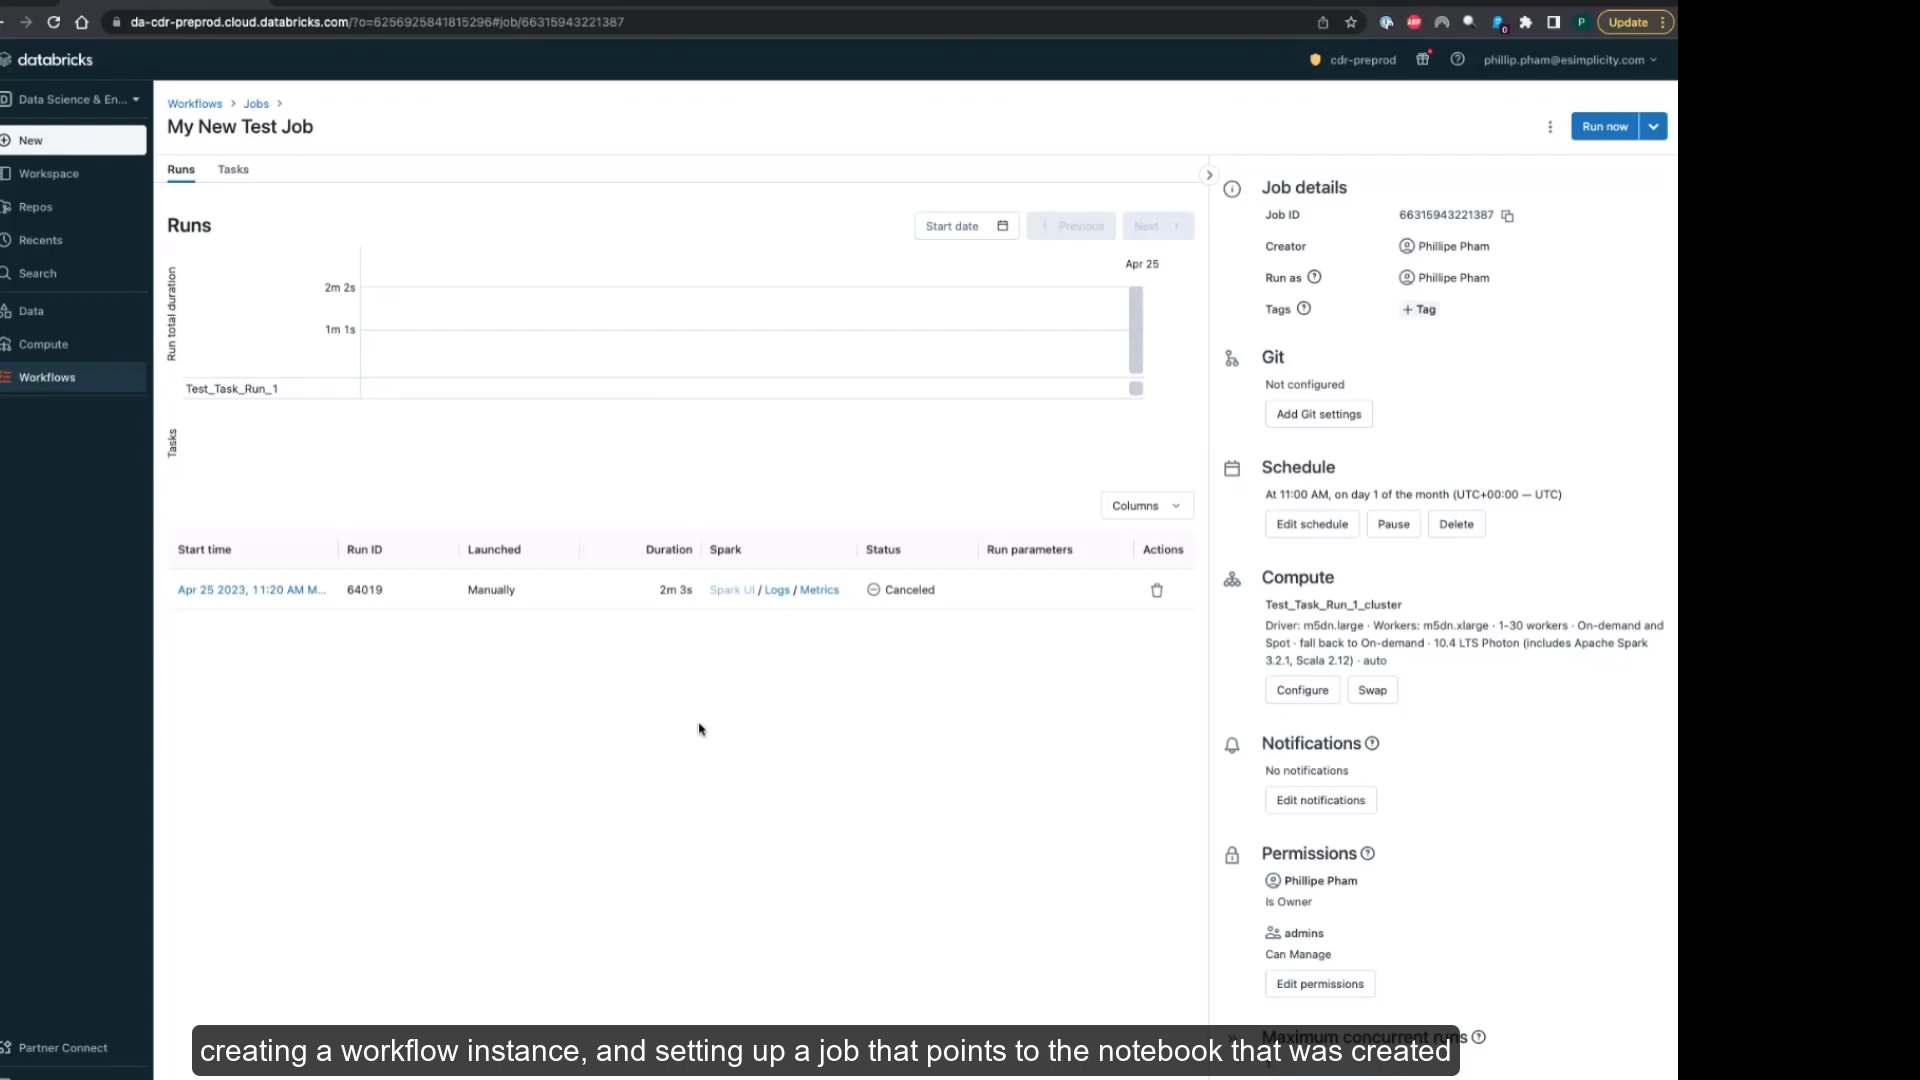 da-cdr-preprod.cloud.databricks.com/?o=6256925841815296#job/66315943221387
ABP
0
P
Update
databricks
cdr-preprod
phillip.pham@esimplicity.com
D Data Science & En...
New
Workspace
Repos
Recents
Search
Data
Compute
Workflows
Partner Connect
Workflows > Jobs >
My New Test Job
Run now
Runs Tasks
Runs
Start date
Previous
Next
Apr 25
Run total duration
2m 2s
1m 1s
Test_Task_Run_1
Tasks
Columns
Start time Run ID Launched Duration Spark Status Run parameters Actions
Apr 25 2023, 11:20 AM M... 64019 Manually 2m 3s Spark UI / Logs / Metrics Canceled
Job details
Job ID 66315943221387
Creator Phillipe Pham
Run as Phillipe Pham
Tags + Tag
Git
Not configured
Add Git settings
Schedule
At 11:00 AM, on day 1 of the month (UTC+00:00 — UTC)
Edit schedule Pause Delete
Compute
Test_Task_Run_1_cluster
Driver: m5dn.large · Workers: m5dn.xlarge · 1-30 workers · On-demand and
Spot · fall back to On-demand · 10.4 LTS Photon (includes Apache Spark
3.2.1, Scala 2.12) · auto
Configure Swap
Notifications
No notifications
Edit notifications
Permissions
Phillipe Pham
Is Owner
admins
Can Manage
Edit permissions
Maximum concurrent runs
creating a workflow instance, and setting up a job that points to the notebook that was created